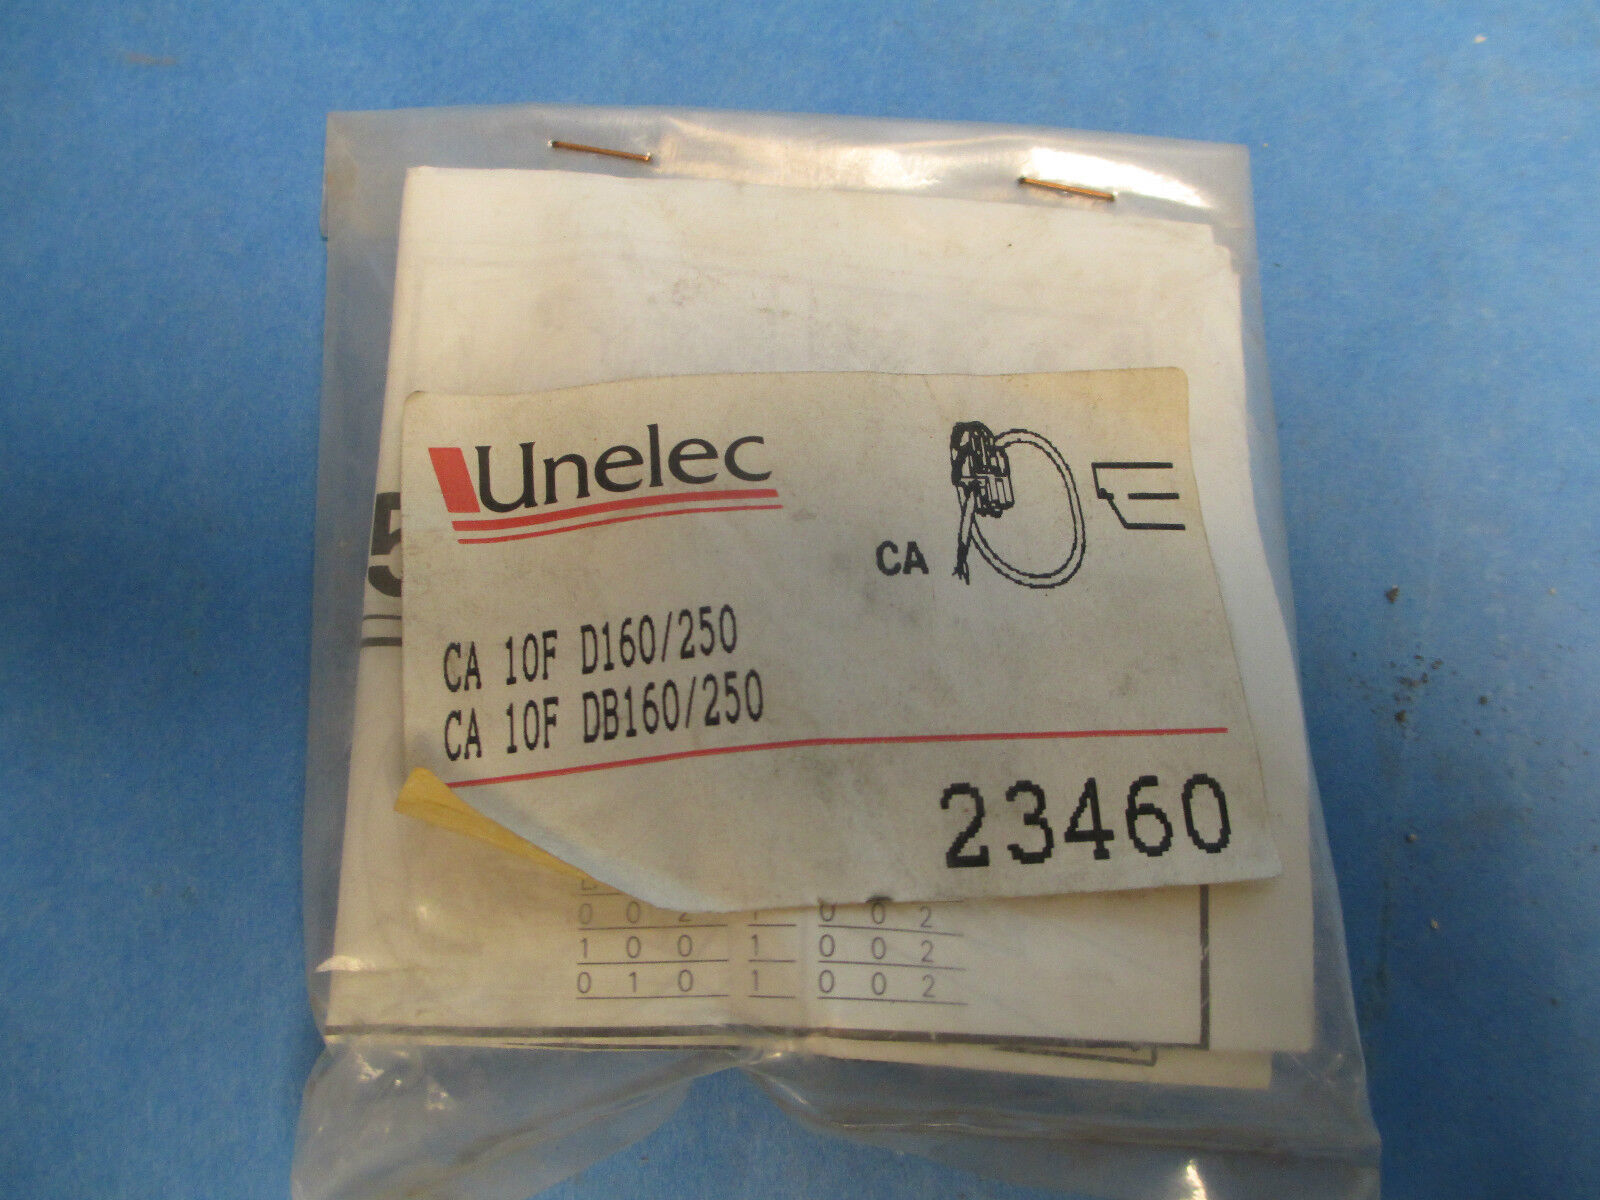 Unelec
CA
5
CA 10F D160/250
CA 10F DB160/250
23460
0 0 2 1 0 0 2
1 0 0 1 0 0 2
0 1 0 1 0 0 2